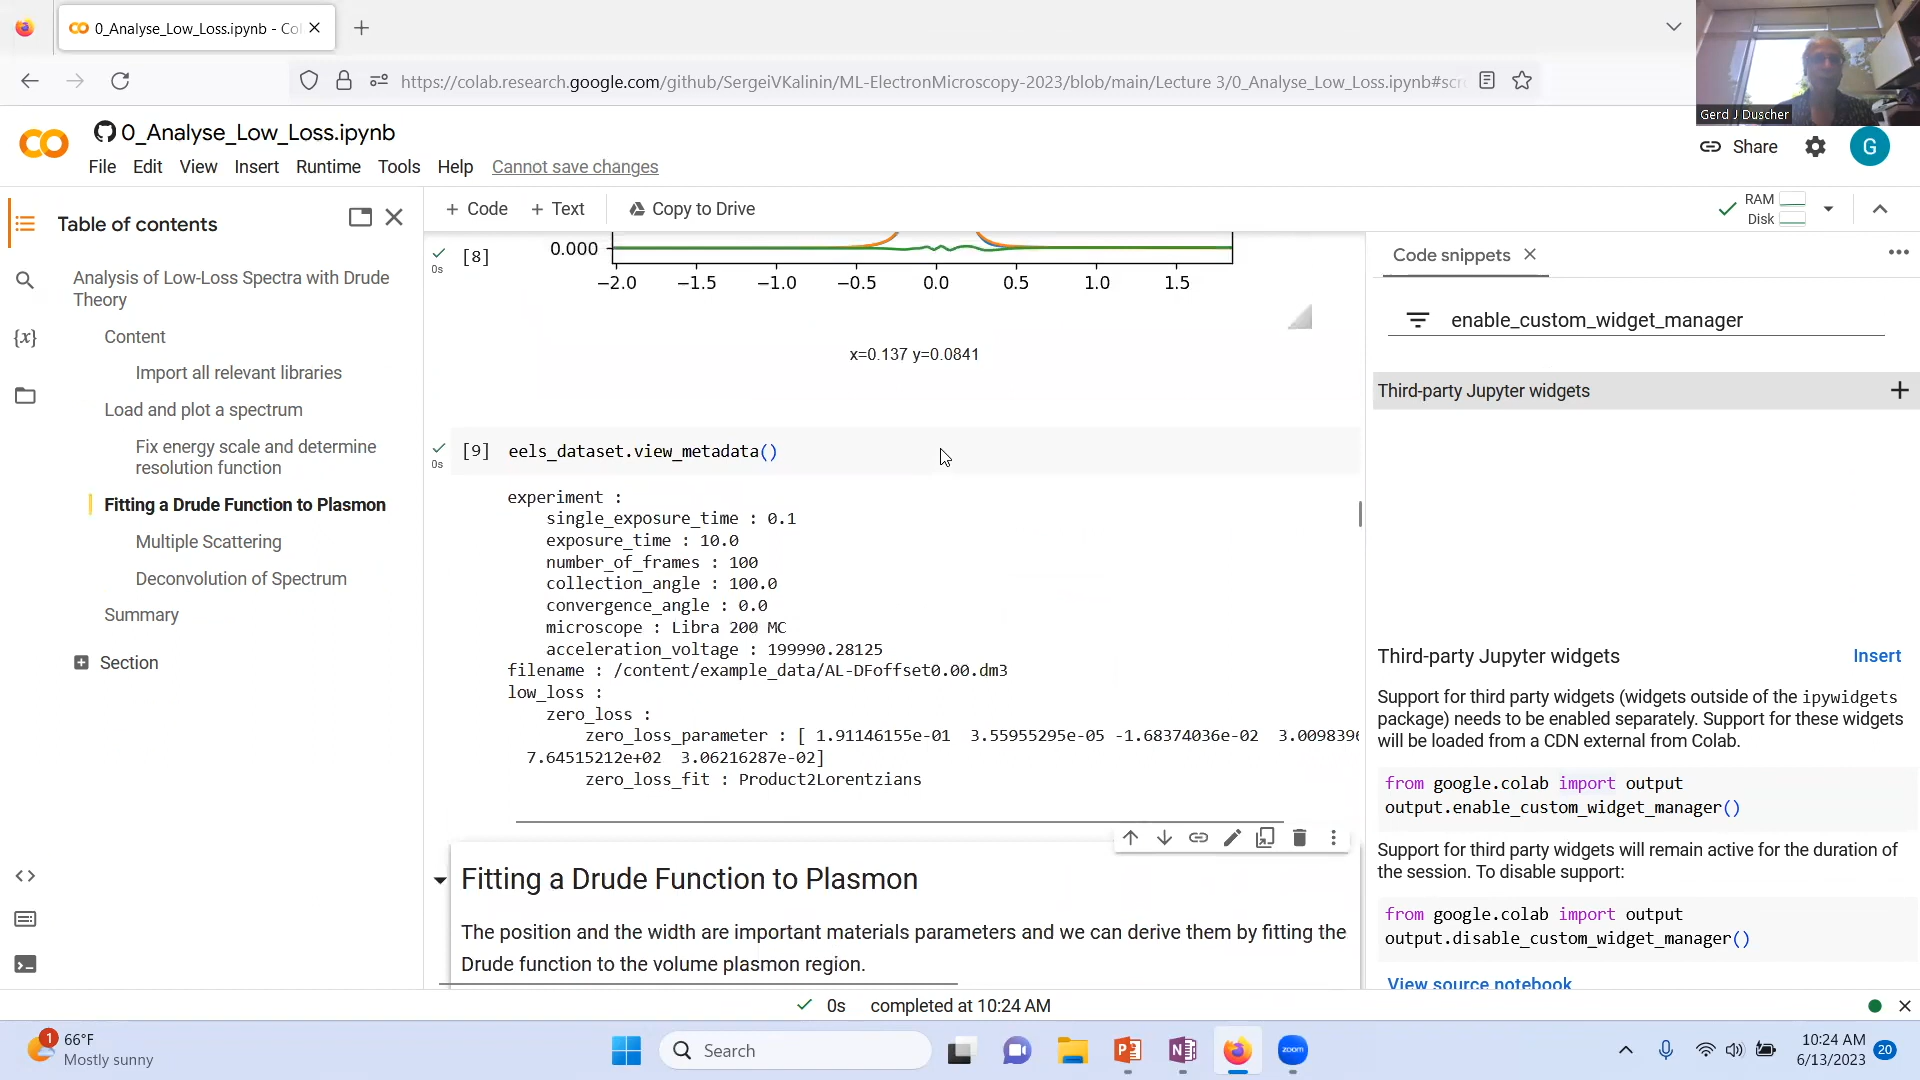 0_Analyse_Low_Loss.ipynb - Co
https://colab.research.google.com/github/SergeiVKalinin/ML-ElectronMicroscopy-2023/blob/main/Lecture 3/0_Analyse_Low_Loss.ipynb#scr
Gerd J Duscher
0_Analyse_Low_Loss.ipynb
File Edit View Insert Runtime Tools Help Cannot save changes
Share
G
Table of contents
+ Code + Text Copy to Drive
RAM
Disk
Analysis of Low-Loss Spectra with Drude
Theory
Content
Import all relevant libraries
Load and plot a spectrum
Fix energy scale and determine
resolution function
Fitting a Drude Function to Plasmon
Multiple Scattering
Deconvolution of Spectrum
Summary
Section
{x}
0s
[8]
0.000
−2.0 −1.5 −1.0 −0.5 0.0 0.5 1.0 1.5
x=0.137 y=0.0841
0s
[9] eels_dataset.view_metadata()
experiment :
single_exposure_time : 0.1
exposure_time : 10.0
number_of_frames : 100
collection_angle : 100.0
convergence_angle : 0.0
microscope : Libra 200 MC
acceleration_voltage : 199990.28125
filename : /content/example_data/AL-DFoffset0.00.dm3
low_loss :
zero_loss :
zero_loss_parameter : [ 1.91146155e-01 3.55955295e-05 -1.68374036e-02 3.0098396
7.64515212e+02 3.06216287e-02]
zero_loss_fit : Product2Lorentzians
Fitting a Drude Function to Plasmon
The position and the width are important materials parameters and we can derive them by fitting the
Drude function to the volume plasmon region.
Code snippets
enable_custom_widget_manager
Third-party Jupyter widgets
Third-party Jupyter widgets Insert
Support for third party widgets (widgets outside of the ipywidgets
package) needs to be enabled separately. Support for these widgets
will be loaded from a CDN external from Colab.
from google.colab import output
output.enable_custom_widget_manager()
Support for third party widgets will remain active for the duration of
the session. To disable support:
from google.colab import output
output.disable_custom_widget_manager()
View source notebook
0s completed at 10:24 AM
1
66°F
Mostly sunny
Search
zoom
10:24 AM
6/13/2023
20